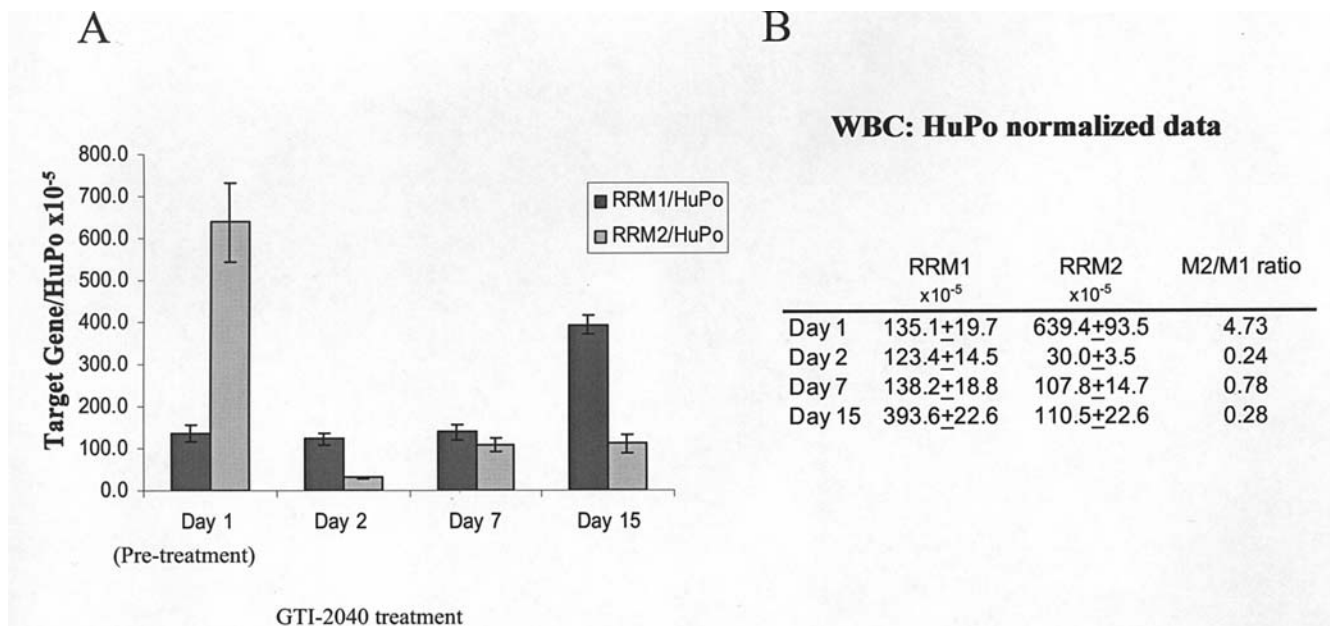 A
B
WBC: HuPo normalized data
Target Gene/HuPo x10-5
800.0
700.0
600.0
500.0
400.0
300.0
200.0
100.0
0.0
RRM1/HuPo
RRM2/HuPo
Day 1
Day 2
Day 7
Day 15
(Pre-treatment)
GTI-2040 treatment
RRM1 RRM2 M2/M1 ratio
x10-5 x10-5
Day 1 135.1±19.7 639.4±93.5 4.73
Day 2 123.4±14.5 30.0±3.5 0.24
Day 7 138.2±18.8 107.8±14.7 0.78
Day 15 393.6±22.6 110.5±22.6 0.28